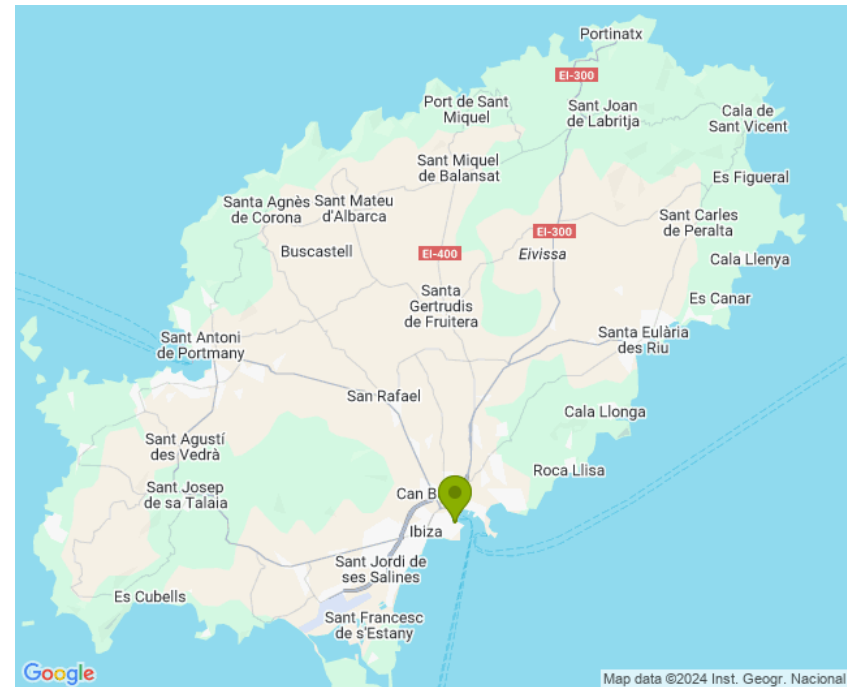 Portinatx
EI-300
Port de Sant
Miquel
Sant Joan
de Labritja
Cala de
Sant Vicent
Sant Miquel
de Balansat
Es Figueral
Santa Agnès
de Corona
Sant Mateu
d'Albarca
Sant Carles
de Peralta
EI-300
Buscastell
EI-400
Eivissa
Cala Llenya
Santa
Gertrudis
de Fruitera
Es Canar
Sant Antoni
de Portmany
Santa Eulària
des Riu
San Rafael
Cala Llonga
Sant Agustí
des Vedrà
Roca Llisa
Sant Josep
de sa Talaia
Can B
Ibiza
Sant Jordi de
ses Salines
Es Cubells
Sant Francesc
de s'Estany
Google
Map data ©2024 Inst. Geogr. Nacional